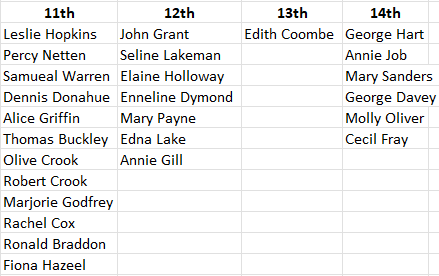 11th 12th 13th 14th
Leslie Hopkins John Grant Edith Coombe George Hart
Percy Netten Seline Lakeman Annie Job
Samueal Warren Elaine Holloway Mary Sanders
Dennis Donahue Enneline Dymond George Davey
Alice Griffin Mary Payne Molly Oliver
Thomas Buckley Edna Lake Cecil Fray
Olive Crook Annie Gill
Robert Crook
Marjorie Godfrey
Rachel Cox
Ronald Braddon
Fiona Hazeel